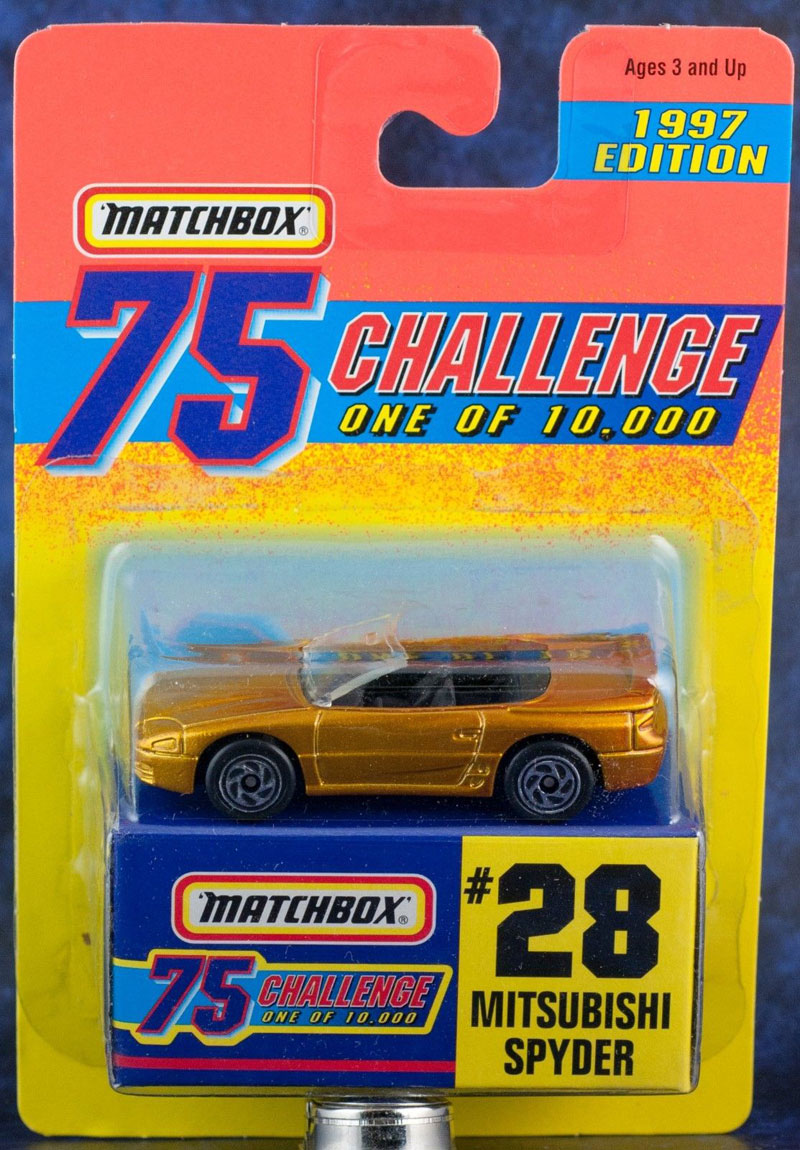 Ages 3 and Up
1997
EDITION
MATCHBOX®
75 CHALLENGE
ONE OF 10,000
MATCHBOX®
75 CHALLENGE
ONE OF 10,000
#28
MITSUBISHI
SPYDER